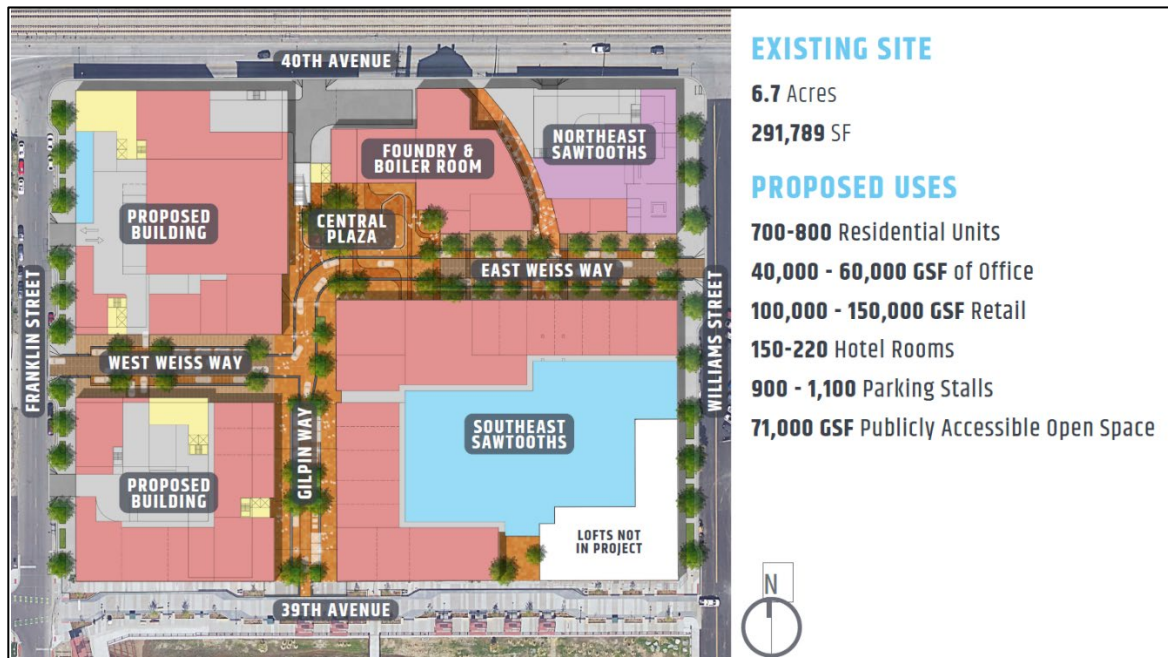 40TH AVENUE
FOUNDRY &
BOILER ROOM
NORTHEAST
SAWTOOTHS
PROPOSED
BUILDING
CENTRAL
PLAZA
EAST WEISS WAY
FRANKLIN STREET
WEST WEISS WAY
WILLIAMS STREET
GILPIN WAY
SOUTHEAST
SAWTOOTHS
PROPOSED
BUILDING
LOFTS NOT
IN PROJECT
39TH AVENUE
EXISTING SITE
6.7 Acres
291,789 SF
PROPOSED USES
700-800 Residential Units
40,000 - 60,000 GSF of Office
100,000 - 150,000 GSF Retail
150-220 Hotel Rooms
900 - 1,100 Parking Stalls
71,000 GSF Publicly Accessible Open Space
N